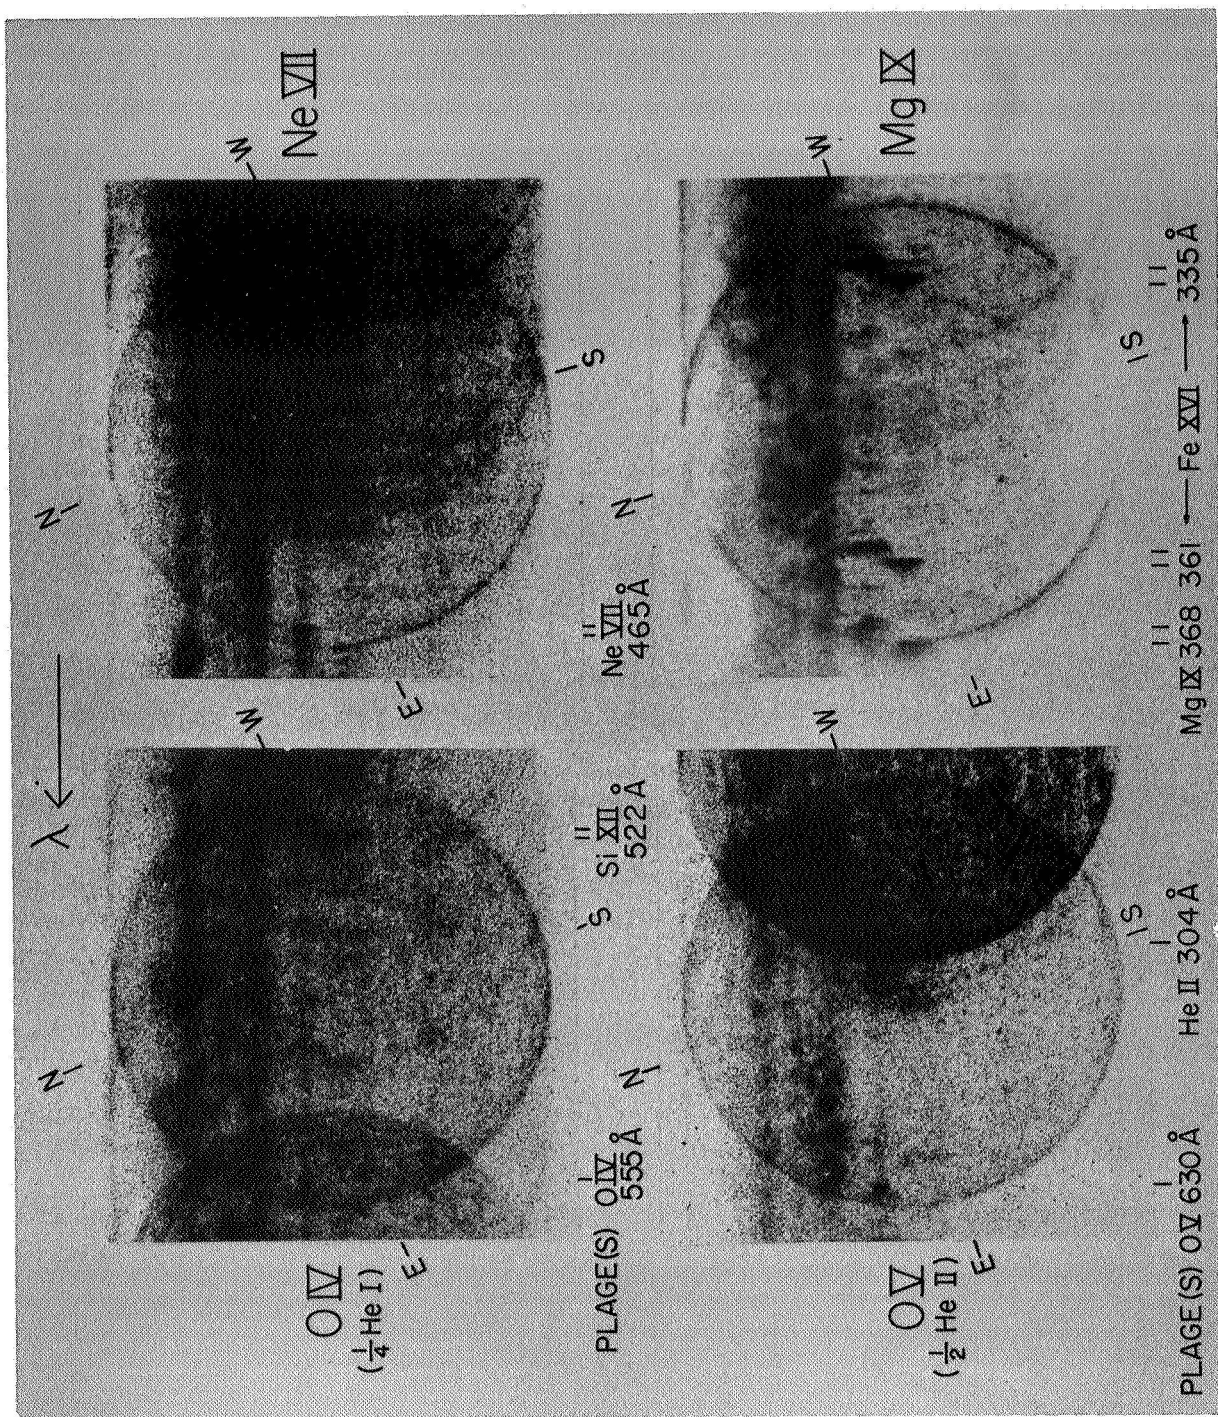 λ
N N
W W
O IV Ne VII
(1/4 He I)
E E
S S
PLAGE(S) O IV Si XII Ne VII
555 Å 522 Å 465 Å
N N
W W
O V Mg IX
(1/2 He II)
E E
S S
PLAGE(S) O V 630 Å He II 304 Å Mg IX 368 361 ← Fe XVI → 335 Å